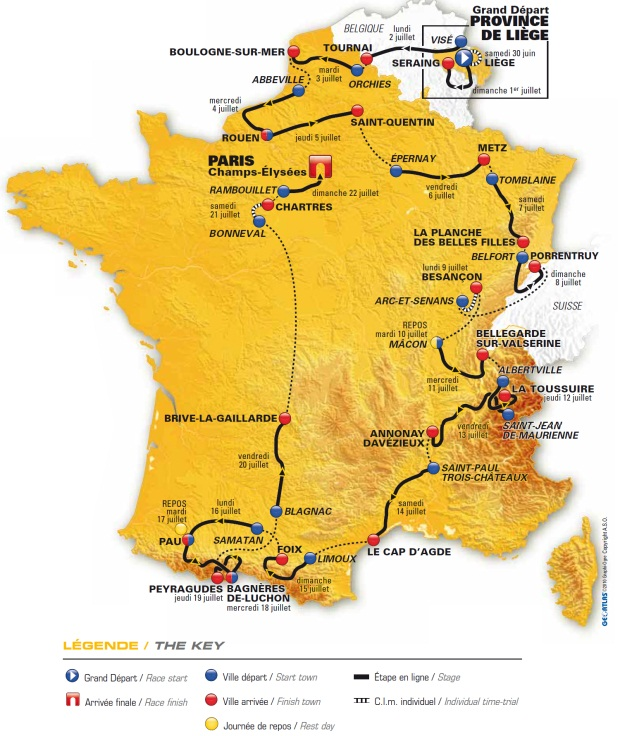 Grand Départ
PROVINCE
DE LIÈGE
BELGIQUE
lundi
2 juillet
VISÉ
samedi 30 juin
LIÈGE
SERAING
dimanche 1er juillet
TOURNAI
BOULOGNE-SUR-MER
mardi
3 juillet
ORCHIES
ABBEVILLE
mercredi
4 juillet
ROUEN
jeudi 5 juillet
SAINT-QUENTIN
PARIS
Champs-Élysées
ÉPERNAY
METZ
vendredi
6 juillet
TOMBLAINE
RAMBOUILLET
dimanche 22 juillet
samedi
21 juillet
CHARTRES
BONNEVAL
samedi
7 juillet
LA PLANCHE
DES BELLES FILLES
BELFORT
PORRENTRUY
dimanche
8 juillet
lundi 9 juillet
BESANÇON
ARC-ET-SENANS
SUISSE
REPOS
mardi 10 juillet
MÂCON
BELLEGARDE
SUR-VALSERINE
mercredi
11 juillet
ALBERTVILLE
LA TOUSSUIRE
jeudi 12 juillet
SAINT-JEAN
DE-MAURIENNE
vendredi
13 juillet
ANNONAY
DAVÉZIEUX
BRIVE-LA-GAILLARDE
vendredi
20 juillet
SAINT-PAUL
TROIS-CHÂTEAUX
samedi
14 juillet
LE CAP D'AGDE
REPOS
mardi
17 juillet
lundi
16 juillet
BLAGNAC
PAU
SAMATAN
FOIX
LIMOUX
dimanche
15 juillet
PEYRAGUDES
jeudi 19 juillet
BAGNÈRES
DE-LUCHON
mercredi 18 juillet
LÉGENDE / THE KEY
Grand Départ / Race start
Ville départ / Start town
Étape en ligne / Stage
Arrivée finale / Race finish
Ville arrivée / Finish town
C.l.m. individuel / Individual time-trial
Journée de repos / Rest day